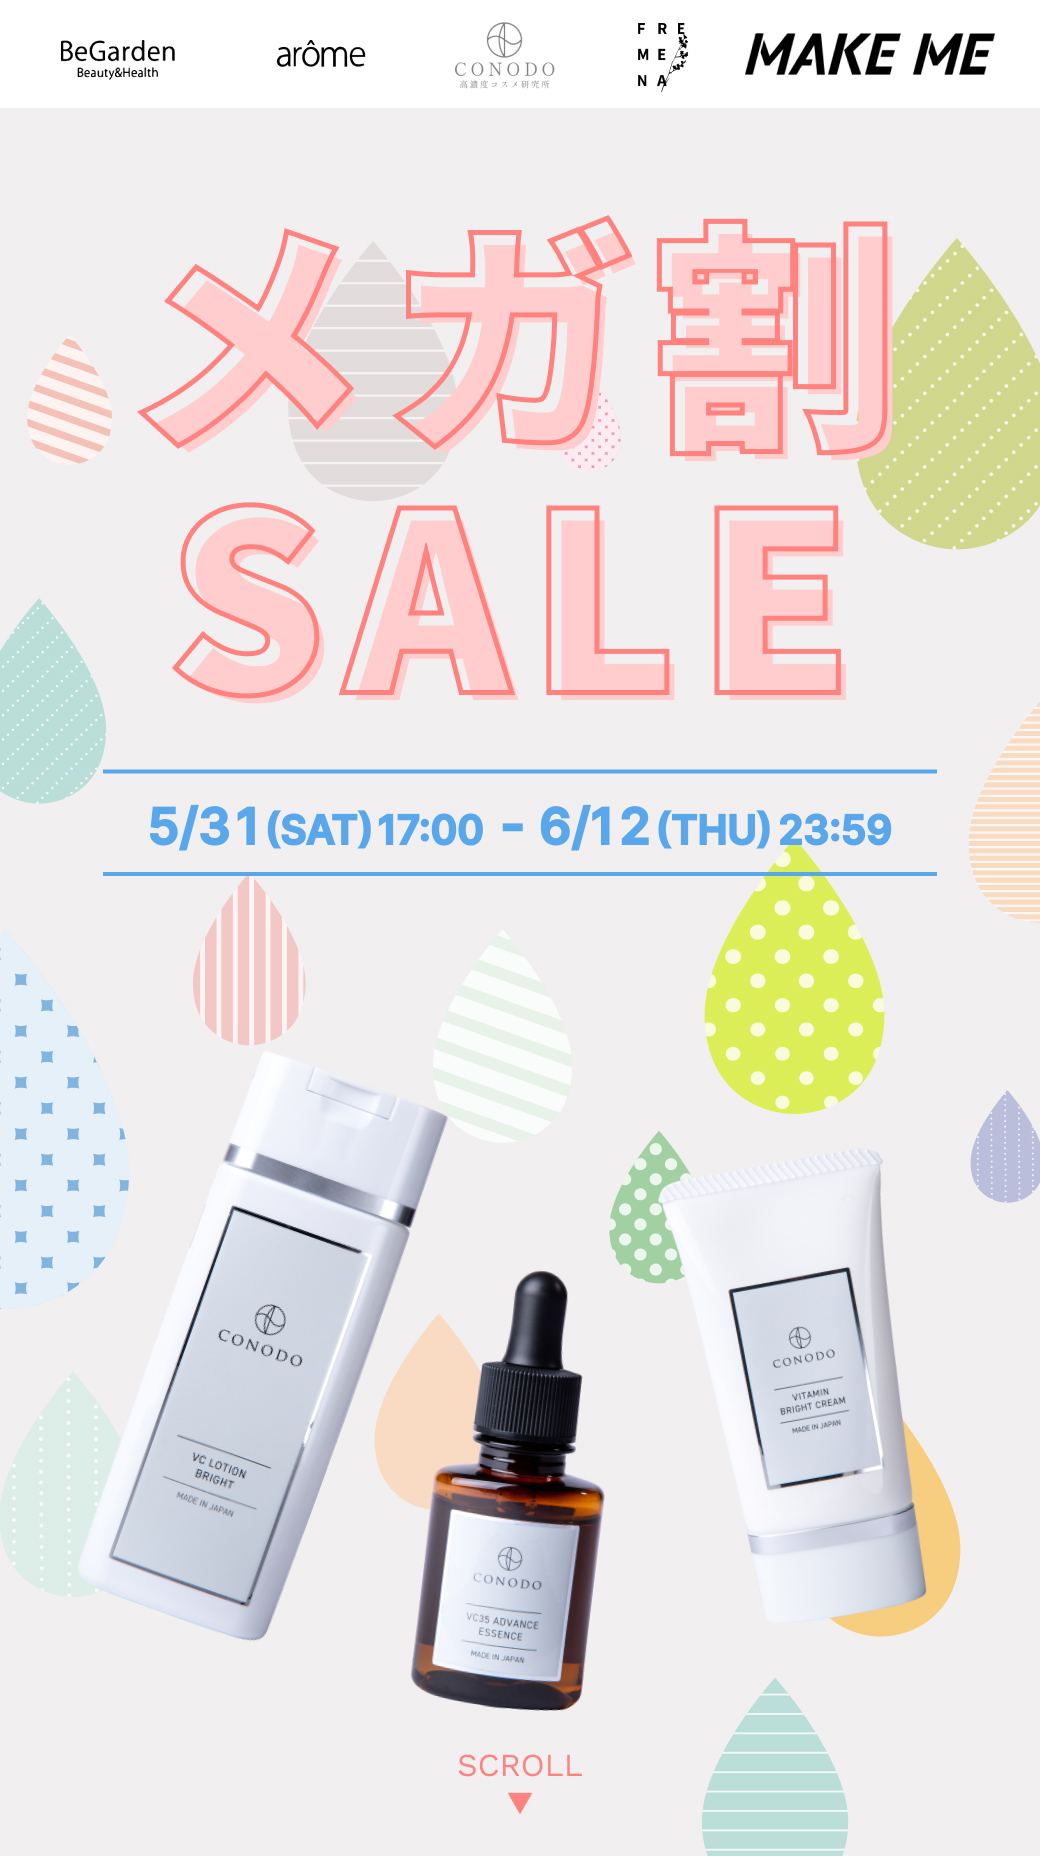 BeGarden
Beauty&Health
arôme
CONODO
高濃度コスメ研究所
FRE
ME
NA
MAKE ME
メガ割
SALE
5/31(SAT)17:00 - 6/12(THU)23:59
CONODO
VC LOTION
BRIGHT
MADE IN JAPAN
CONODO
VC35 ADVANCE
ESSENCE
MADE IN JAPAN
CONODO
VITAMIN
BRIGHT CREAM
MADE IN JAPAN
SCROLL